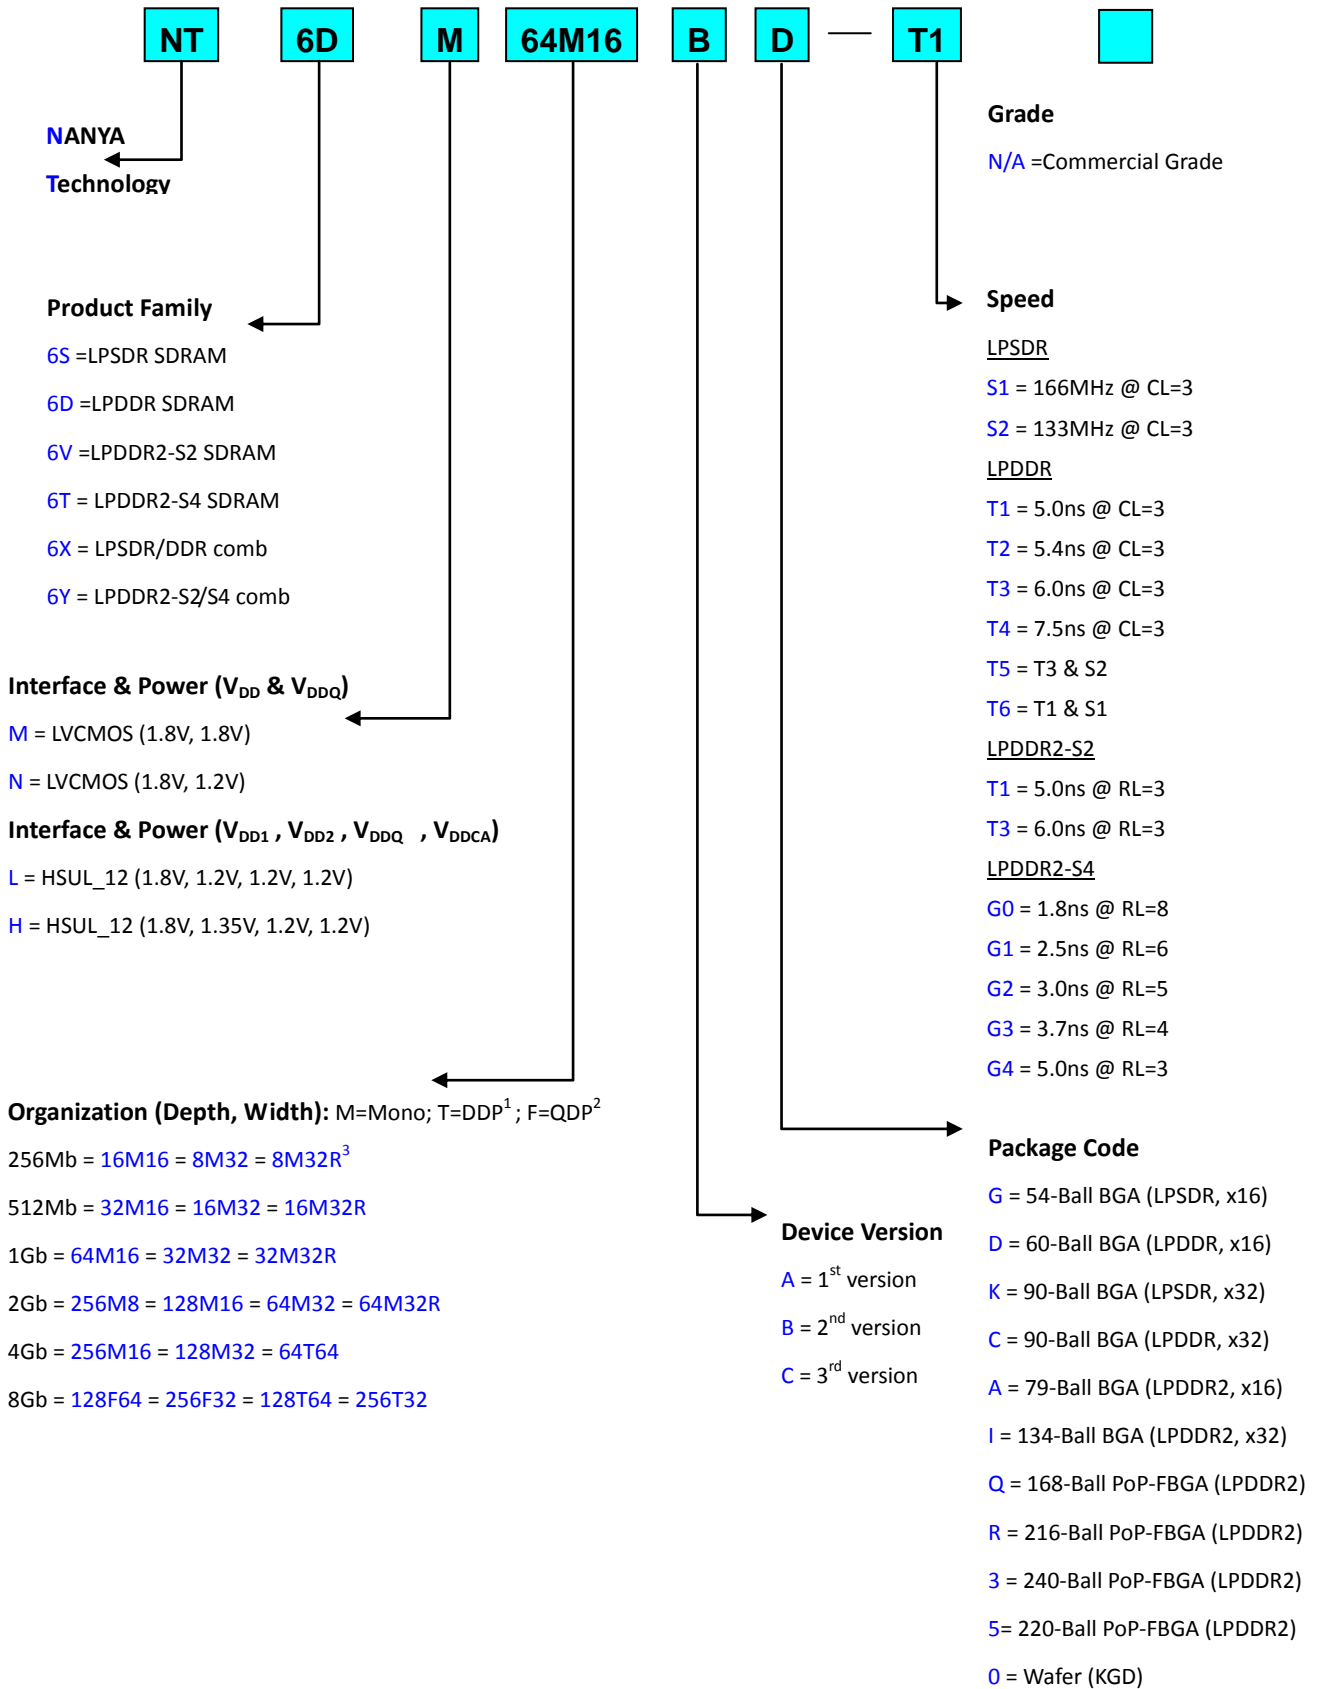 NT 6D M 64M16 B D — T1
NANYA
Technology
Product Family
6S =LPSDR SDRAM
6D =LPDDR SDRAM
6V =LPDDR2-S2 SDRAM
6T = LPDDR2-S4 SDRAM
6X = LPSDR/DDR comb
6Y = LPDDR2-S2/S4 comb
Interface & Power (VDD & VDDQ)
M = LVCMOS (1.8V, 1.8V)
N = LVCMOS (1.8V, 1.2V)
Interface & Power (VDD1 , VDD2 , VDDQ , VDDCA)
L = HSUL_12 (1.8V, 1.2V, 1.2V, 1.2V)
H = HSUL_12 (1.8V, 1.35V, 1.2V, 1.2V)
Organization (Depth, Width): M=Mono; T=DDP1 ; F=QDP2
256Mb = 16M16 = 8M32 = 8M32R3
512Mb = 32M16 = 16M32 = 16M32R
1Gb = 64M16 = 32M32 = 32M32R
2Gb = 256M8 = 128M16 = 64M32 = 64M32R
4Gb = 256M16 = 128M32 = 64T64
8Gb = 128F64 = 256F32 = 128T64 = 256T32
Device Version
A = 1st version
B = 2nd version
C = 3rd version
Grade
N/A =Commercial Grade
Speed
LPSDR
S1 = 166MHz @ CL=3
S2 = 133MHz @ CL=3
LPDDR
T1 = 5.0ns @ CL=3
T2 = 5.4ns @ CL=3
T3 = 6.0ns @ CL=3
T4 = 7.5ns @ CL=3
T5 = T3 & S2
T6 = T1 & S1
LPDDR2-S2
T1 = 5.0ns @ RL=3
T3 = 6.0ns @ RL=3
LPDDR2-S4
G0 = 1.8ns @ RL=8
G1 = 2.5ns @ RL=6
G2 = 3.0ns @ RL=5
G3 = 3.7ns @ RL=4
G4 = 5.0ns @ RL=3
Package Code
G = 54-Ball BGA (LPSDR, x16)
D = 60-Ball BGA (LPDDR, x16)
K = 90-Ball BGA (LPSDR, x32)
C = 90-Ball BGA (LPDDR, x32)
A = 79-Ball BGA (LPDDR2, x16)
I = 134-Ball BGA (LPDDR2, x32)
Q = 168-Ball PoP-FBGA (LPDDR2)
R = 216-Ball PoP-FBGA (LPDDR2)
3 = 240-Ball PoP-FBGA (LPDDR2)
5= 220-Ball PoP-FBGA (LPDDR2)
0 = Wafer (KGD)